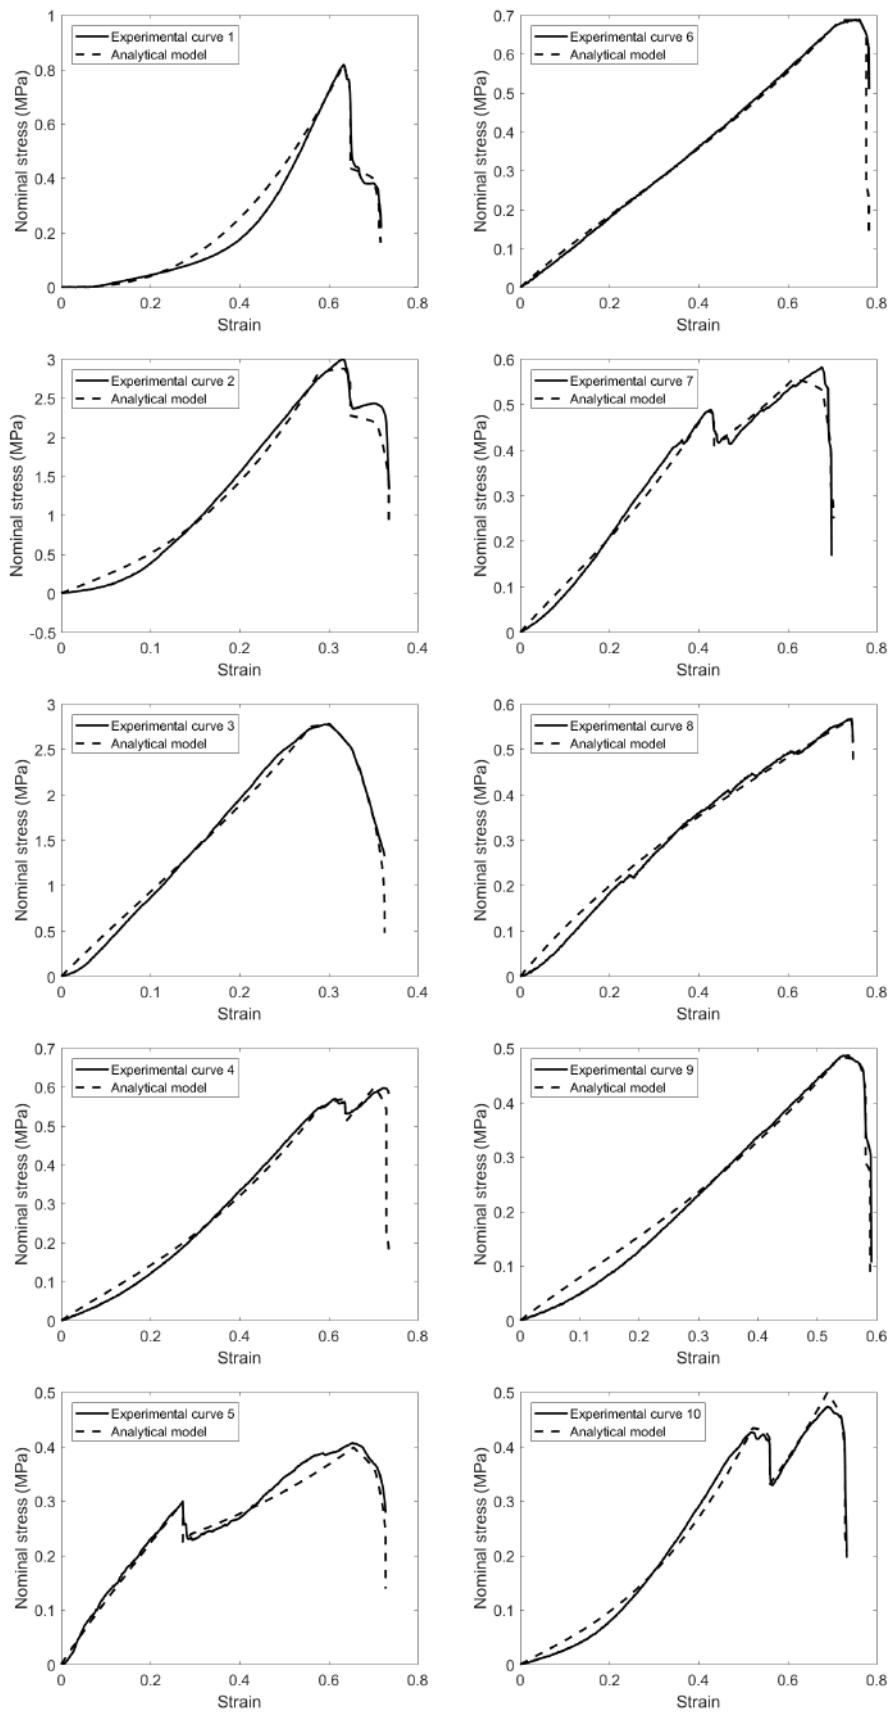 1
Experimental curve 1
Analytical model
0.8
0.6
0.4
0.2
0
0 0.2 0.4 0.6 0.8
Nominal stress (MPa)
Strain
0.7
Experimental curve 6
Analytical model
0.6
0.5
0.4
0.3
0.2
0.1
0
0 0.2 0.4 0.6 0.8
Nominal stress (MPa)
Strain
3
Experimental curve 2
Analytical model
2.5
2
1.5
1
0.5
0
-0.5
0 0.1 0.2 0.3 0.4
Nominal stress (MPa)
Strain
0.6
Experimental curve 7
Analytical model
0.5
0.4
0.3
0.2
0.1
0
0 0.2 0.4 0.6 0.8
Nominal stress (MPa)
Strain
3
Experimental curve 3
Analytical model
2.5
2
1.5
1
0.5
0
0 0.1 0.2 0.3 0.4
Nominal stress (MPa)
Strain
0.6
Experimental curve 8
Analytical model
0.5
0.4
0.3
0.2
0.1
0
0 0.2 0.4 0.6 0.8
Nominal stress (MPa)
Strain
0.7
Experimental curve 4
Analytical model
0.6
0.5
0.4
0.3
0.2
0.1
0
0 0.2 0.4 0.6 0.8
Nominal stress (MPa)
Strain
0.5
Experimental curve 9
Analytical model
0.4
0.3
0.2
0.1
0
0 0.1 0.2 0.3 0.4 0.5 0.6
Nominal stress (MPa)
Strain
0.5
Experimental curve 5
Analytical model
0.4
0.3
0.2
0.1
0
0 0.2 0.4 0.6 0.8
Nominal stress (MPa)
Strain
0.5
Experimental curve 10
Analytical model
0.4
0.3
0.2
0.1
0
0 0.2 0.4 0.6 0.8
Nominal stress (MPa)
Strain